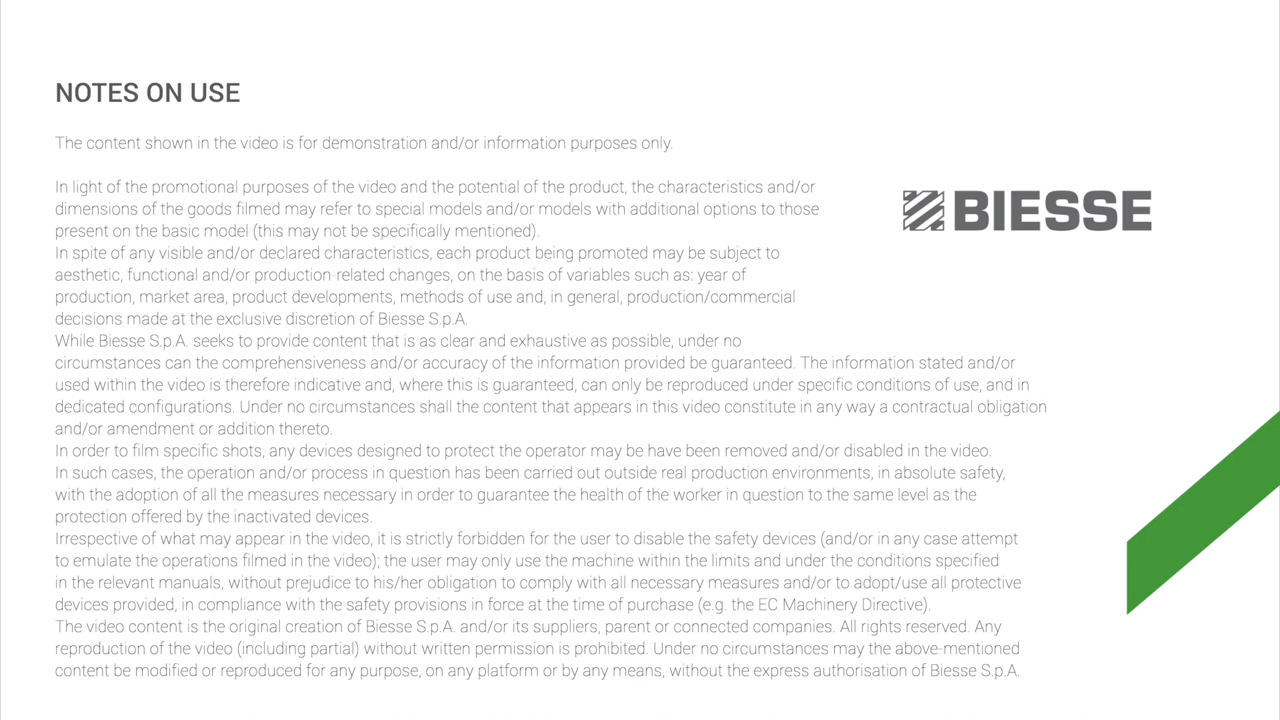 NOTES ON USE
The content shown in the video is for demonstration and/or information purposes only.
In light of the promotional purposes of the video and the potential of the product, the characteristics and/or
dimensions of the goods filmed may refer to special models and/or models with additional options to those
present on the basic model (this may not be specifically mentioned).
In spite of any visible and/or declared characteristics, each product being promoted may be subject to
aesthetic, functional and/or production-related changes, on the basis of variables such as: year of
production, market area, product developments, methods of use and, in general, production/commercial
decisions made at the exclusive discretion of Biesse S.p.A.
While Biesse S.p.A. seeks to provide content that is as clear and exhaustive as possible, under no
circumstances can the comprehensiveness and/or accuracy of the information provided be guaranteed. The information stated and/or
used within the video is therefore indicative and, where this is guaranteed, can only be reproduced under specific conditions of use, and in
dedicated configurations. Under no circumstances shall the content that appears in this video constitute in any way a contractual obligation
and/or amendment or addition thereto.
In order to film specific shots, any devices designed to protect the operator may be have been removed and/or disabled in the video.
In such cases, the operation and/or process in question has been carried out outside real production environments, in absolute safety,
with the adoption of all the measures necessary in order to guarantee the health of the worker in question to the same level as the
protection offered by the inactivated devices.
Irrespective of what may appear in the video, it is strictly forbidden for the user to disable the safety devices (and/or in any case attempt
to emulate the operations filmed in the video); the user may only use the machine within the limits and under the conditions specified
in the relevant manuals, without prejudice to his/her obligation to comply with all necessary measures and/or to adopt/use all protective
devices provided, in compliance with the safety provisions in force at the time of purchase (e.g. the EC Machinery Directive).
The video content is the original creation of Biesse S.p.A. and/or its suppliers, parent or connected companies. All rights reserved. Any
reproduction of the video (including partial) without written permission is prohibited. Under no circumstances may the above-mentioned
content be modified or reproduced for any purpose, on any platform or by any means, without the express authorisation of Biesse S.p.A.
BIESSE